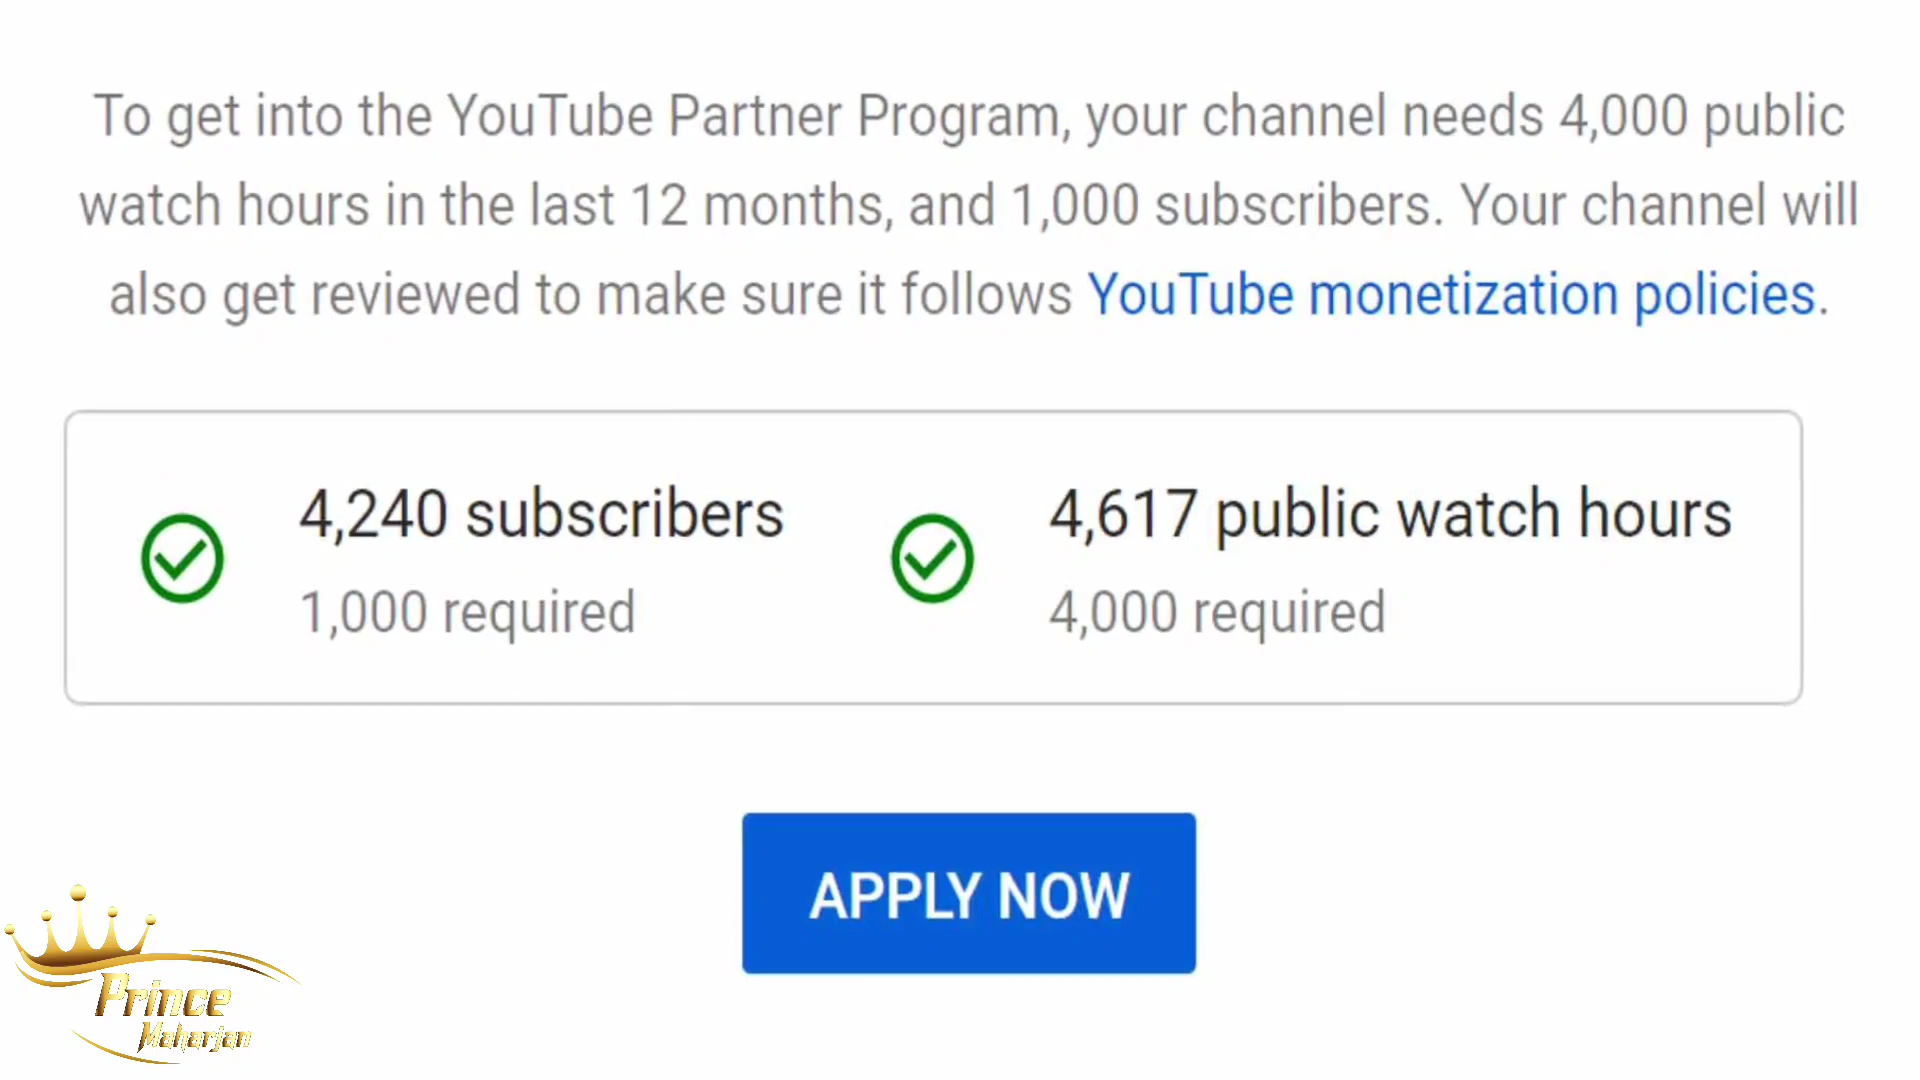 To get into the YouTube Partner Program, your channel needs 4,000 public
watch hours in the last 12 months, and 1,000 subscribers. Your channel will
also get reviewed to make sure it follows YouTube monetization policies.
4,240 subscribers
1,000 required
4,617 public watch hours
4,000 required
APPLY NOW
Prince
Maharjan